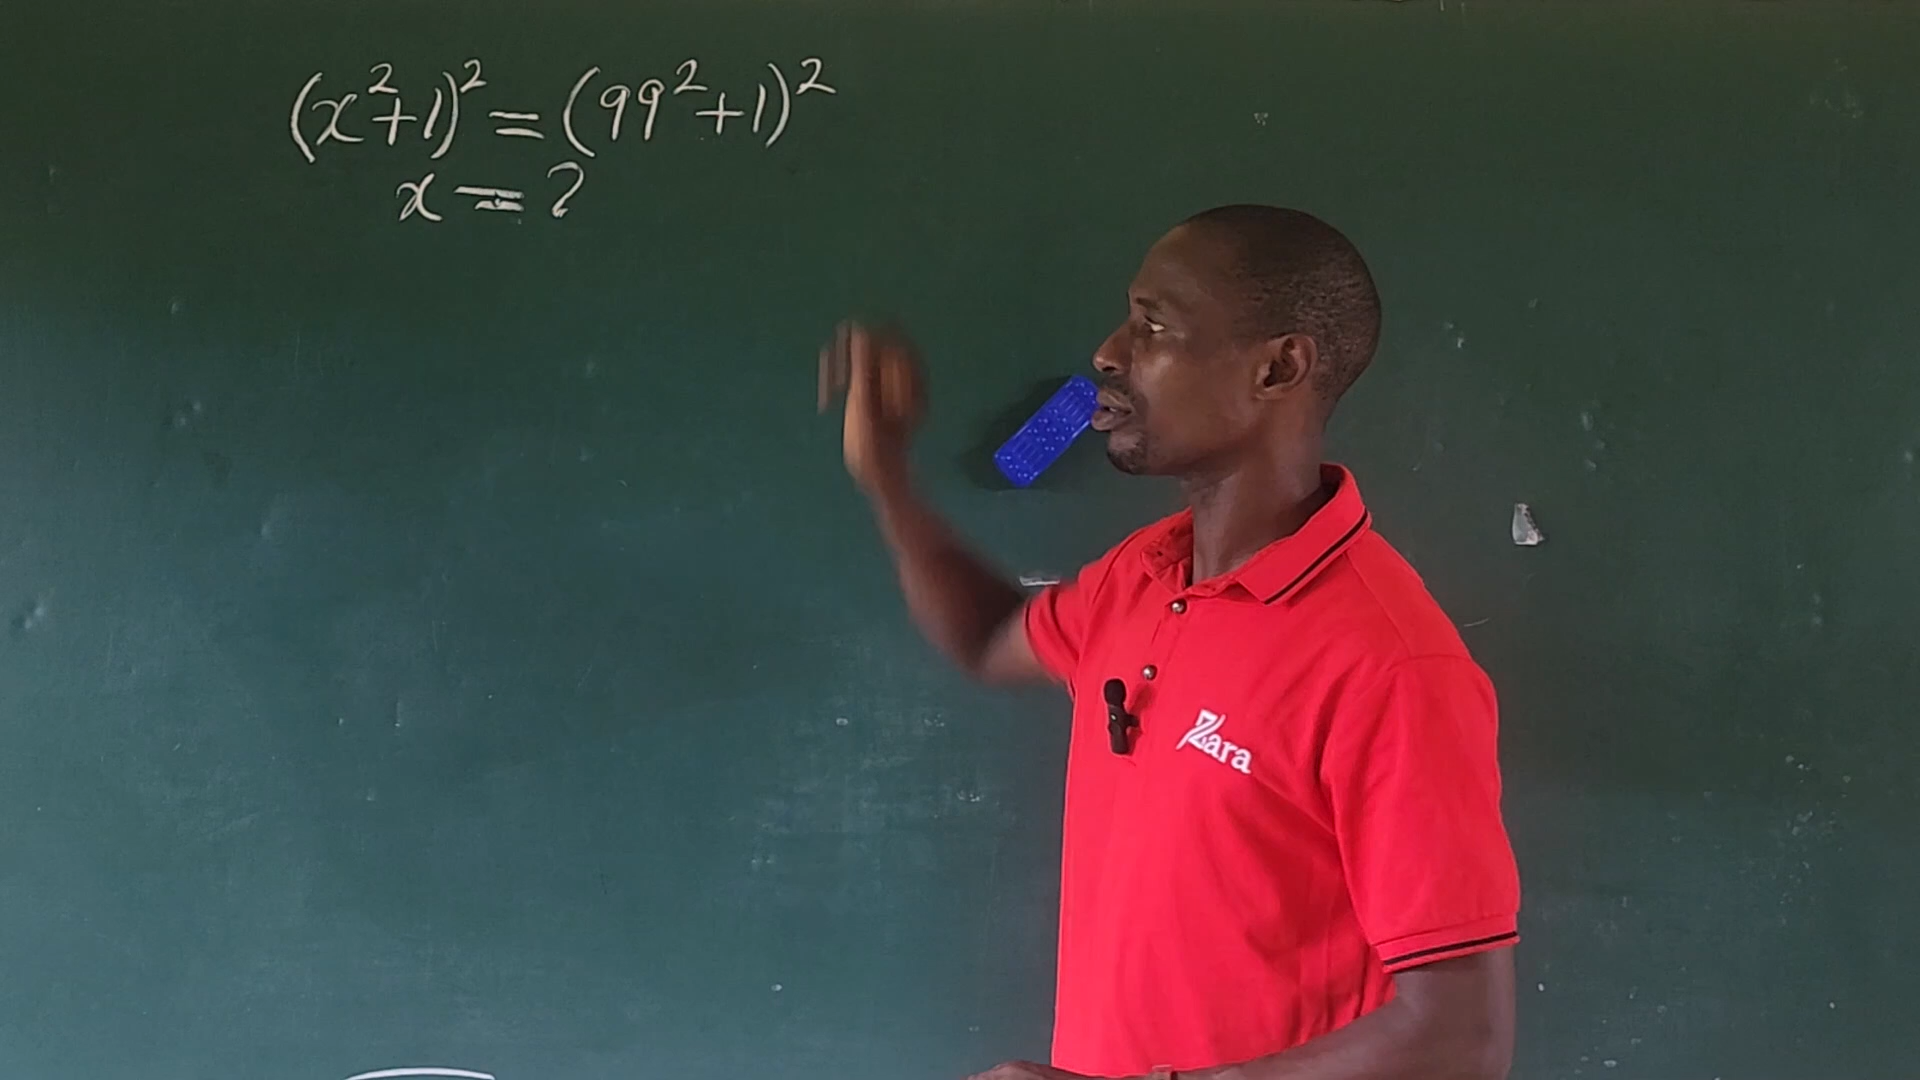 (x²+1)² = (99²+1)²
x = ?
Zara